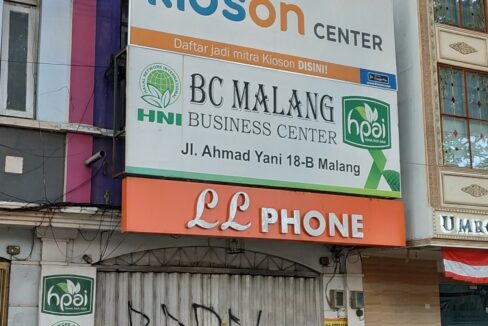 kioson CENTER
Daftar jadi mitra Kioson DISINI!
HNI
BC MALANG
BUSINESS CENTER
hpai
Jl. Ahmad Yani 18-B Malang
LL PHONE
UMRO
hpai